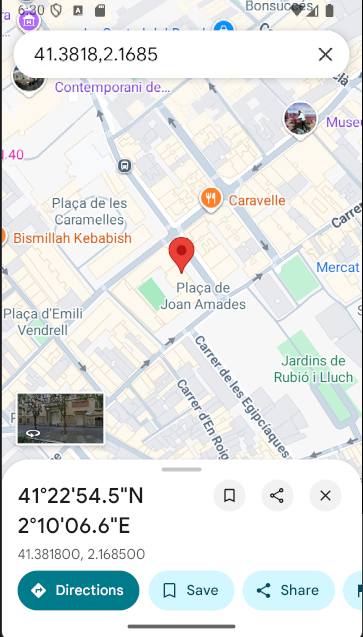 6:20
Bonsuccés
41.3818,2.1685
Contemporani de...
Museu
1.40
Plaça de les
Caramelles
Caravelle
Bismillah Kebabish
Mercat
Plaça de
Joan Amades
Plaça d'Emili
Vendrell
Carrer de les Egipcíaques
Jardins de
Rubió i Lluch
Carrer d'En Roig
41°22'54.5"N
2°10'06.6"E
41.381800, 2.168500
Directions
Save
Share